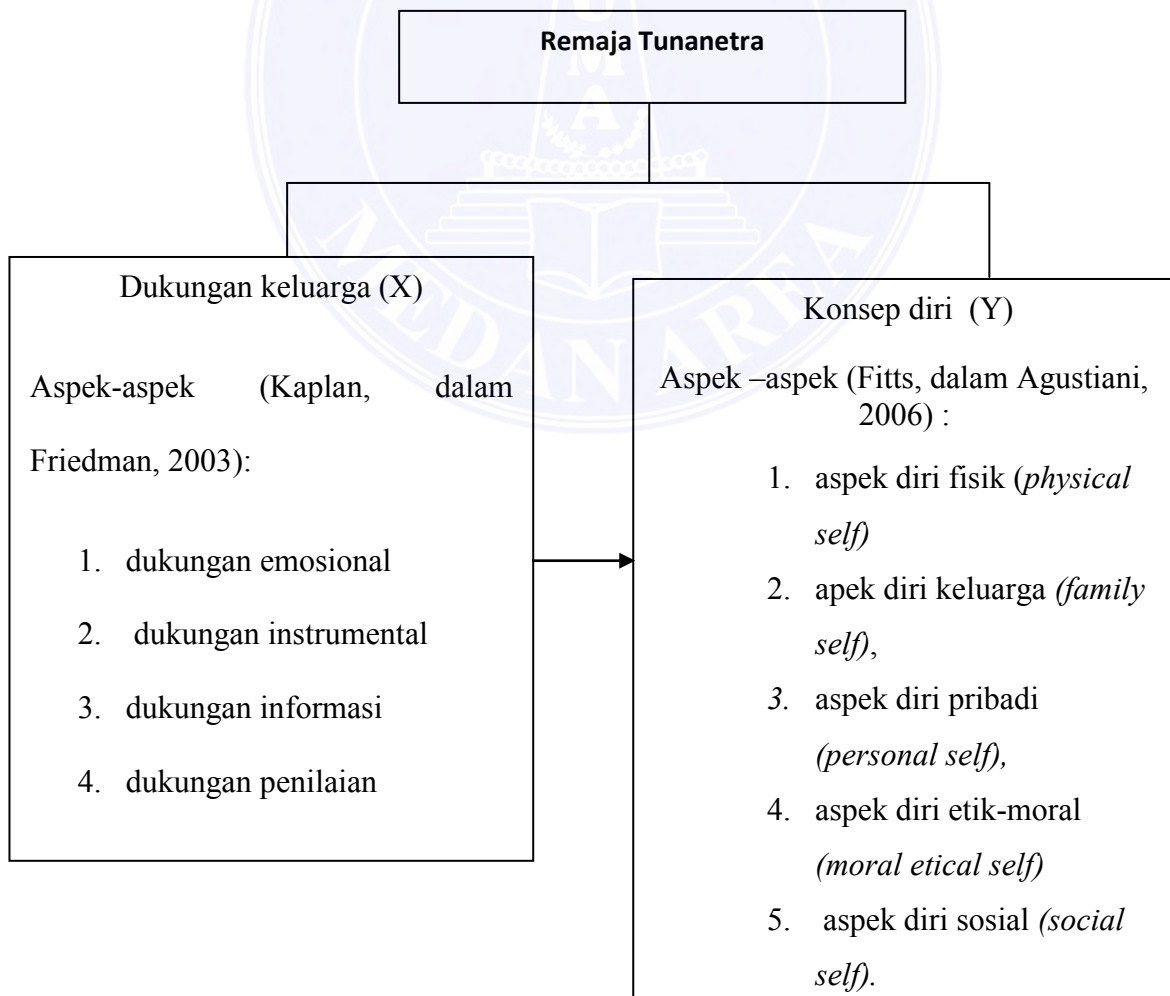 UMA
Remaja Tunanetra
MEDAN AREA
Dukungan keluarga (X)
Aspek-aspek (Kaplan, dalam
Friedman, 2003):
1. dukungan emosional
2. dukungan instrumental
3. dukungan informasi
4. dukungan penilaian
Konsep diri (Y)
Aspek –aspek (Fitts, dalam Agustiani,
2006) :
1. aspek diri fisik (physical
self)
2. apek diri keluarga (family
self),
3. aspek diri pribadi
(personal self),
4. aspek diri etik-moral
(moral etical self)
5. aspek diri sosial (social
self).